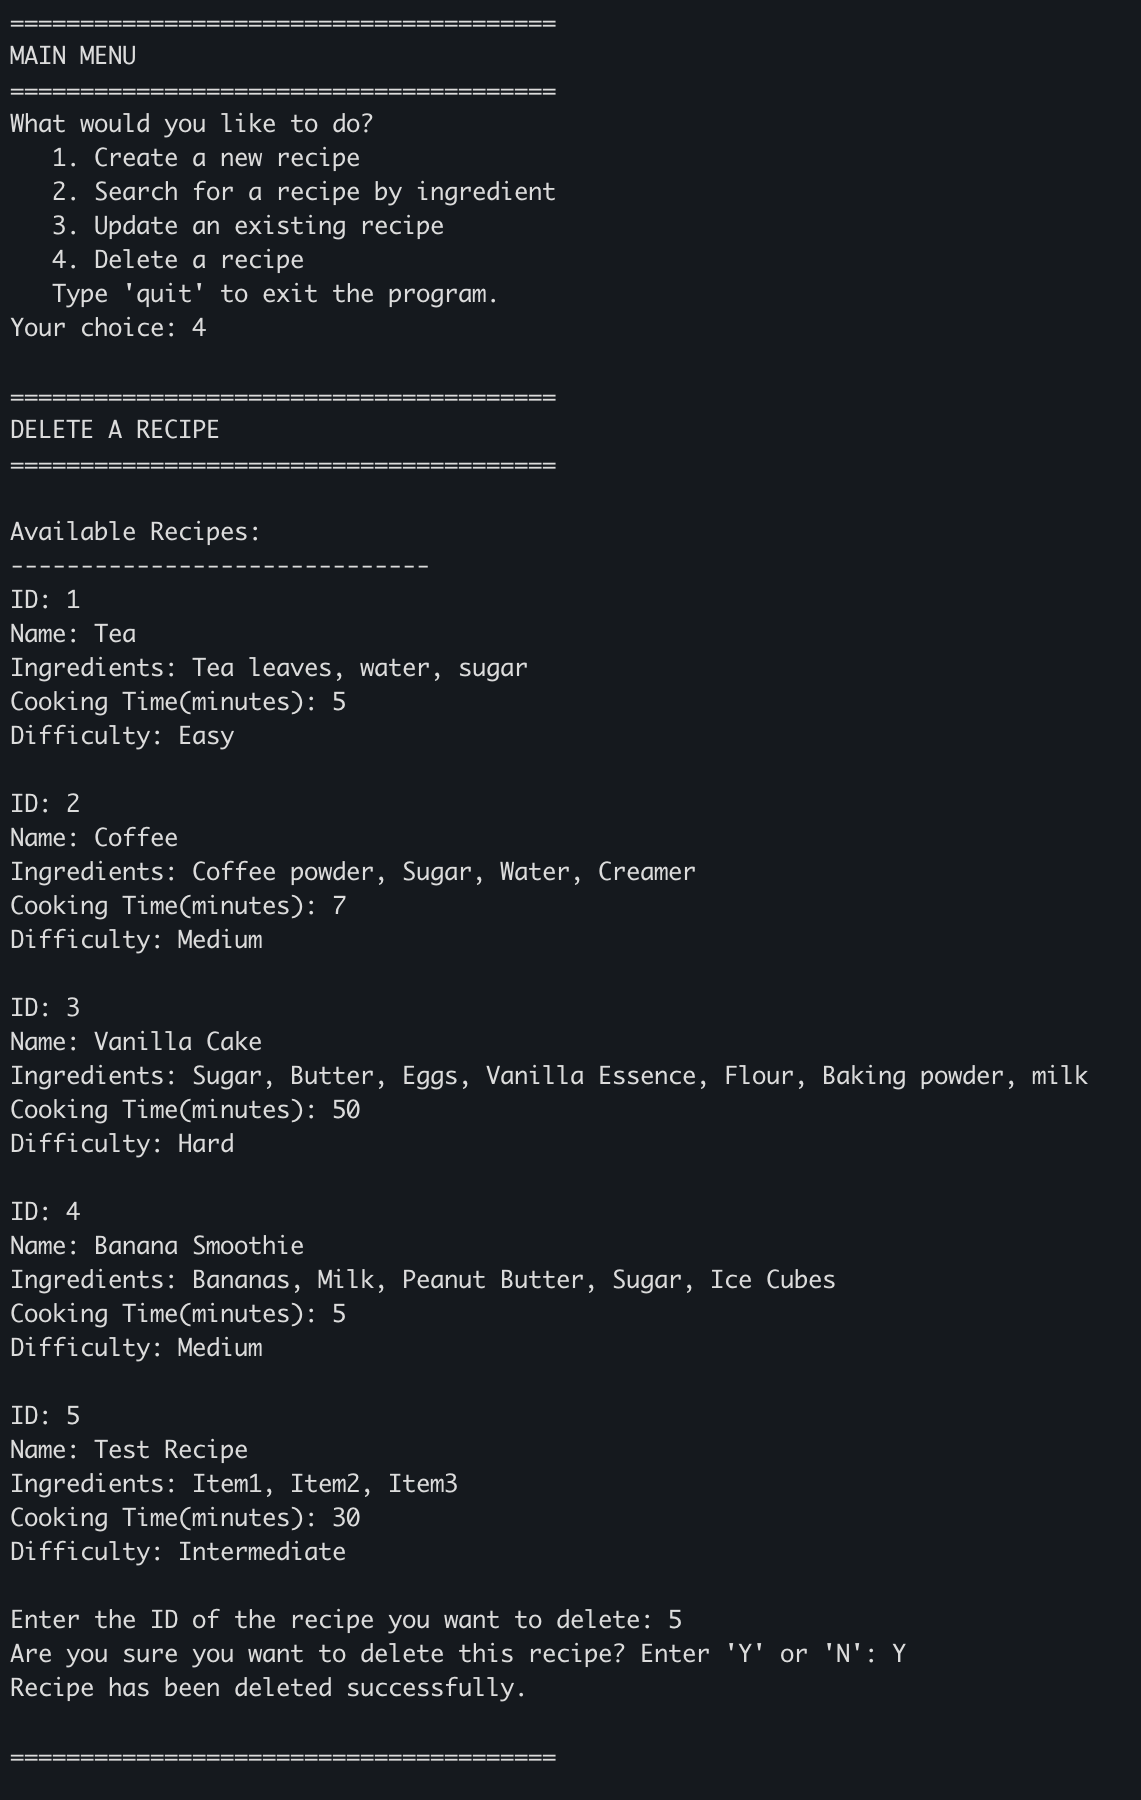 =======================================
MAIN MENU
=======================================
What would you like to do?
   1. Create a new recipe
   2. Search for a recipe by ingredient
   3. Update an existing recipe
   4. Delete a recipe
   Type 'quit' to exit the program.
Your choice: 4

=======================================
DELETE A RECIPE
=======================================

Available Recipes:
------------------------------
ID: 1
Name: Tea
Ingredients: Tea leaves, water, sugar
Cooking Time(minutes): 5
Difficulty: Easy

ID: 2
Name: Coffee
Ingredients: Coffee powder, Sugar, Water, Creamer
Cooking Time(minutes): 7
Difficulty: Medium

ID: 3
Name: Vanilla Cake
Ingredients: Sugar, Butter, Eggs, Vanilla Essence, Flour, Baking powder, milk
Cooking Time(minutes): 50
Difficulty: Hard

ID: 4
Name: Banana Smoothie
Ingredients: Bananas, Milk, Peanut Butter, Sugar, Ice Cubes
Cooking Time(minutes): 5
Difficulty: Medium

ID: 5
Name: Test Recipe
Ingredients: Item1, Item2, Item3
Cooking Time(minutes): 30
Difficulty: Intermediate

Enter the ID of the recipe you want to delete: 5
Are you sure you want to delete this recipe? Enter 'Y' or 'N': Y
Recipe has been deleted successfully.

=======================================